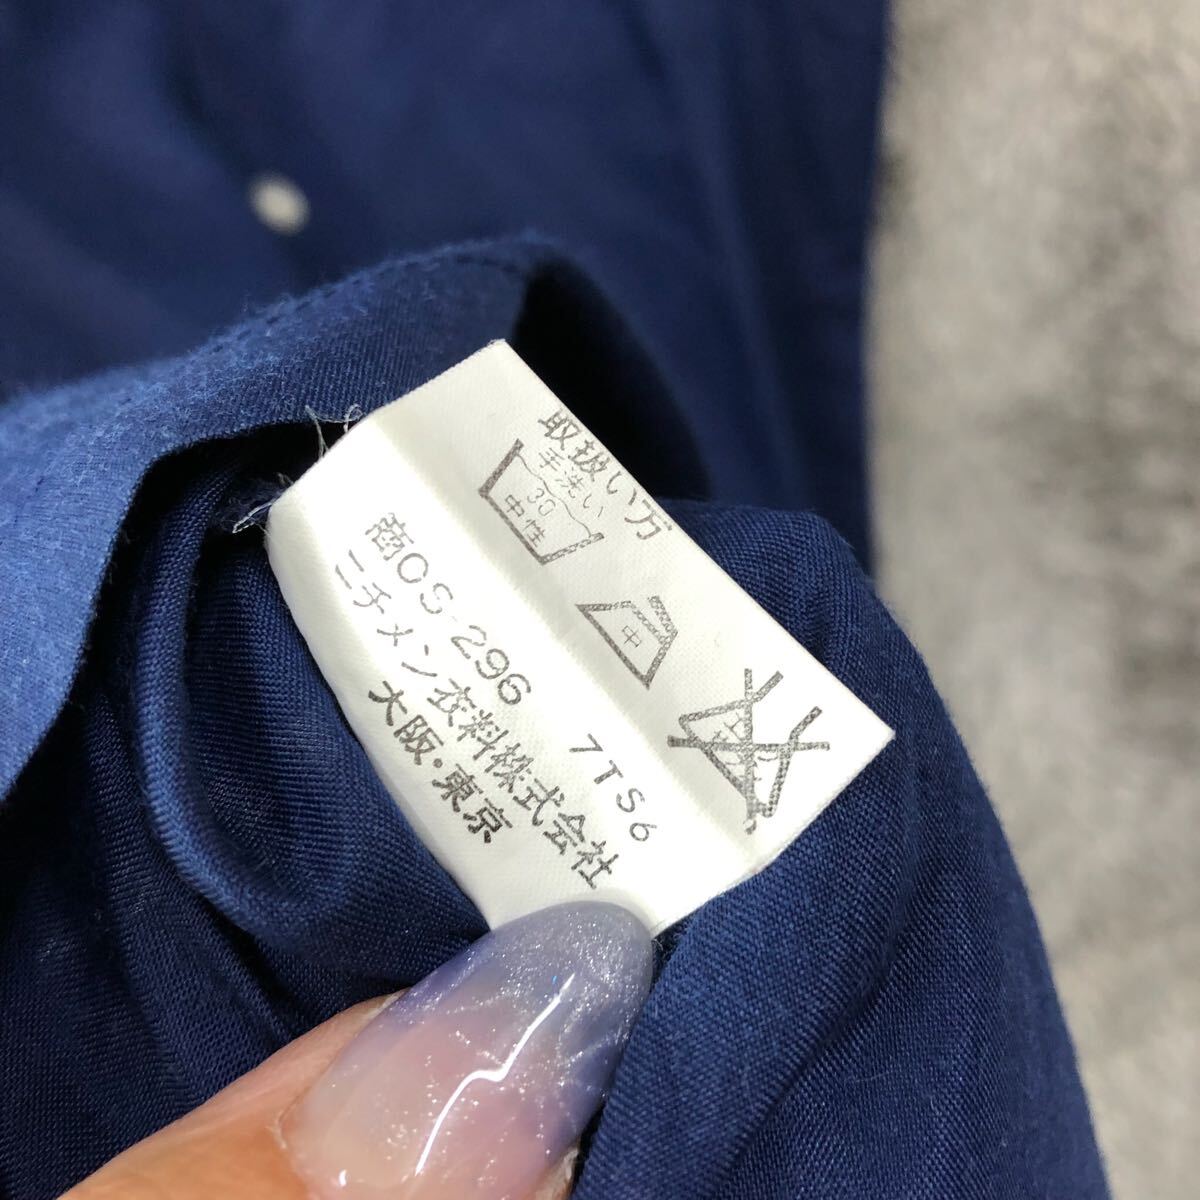 取扱い方
手洗い
30
中性
中
商OS-296 7TS6
ニチメン衣料株式会社
大阪・東京